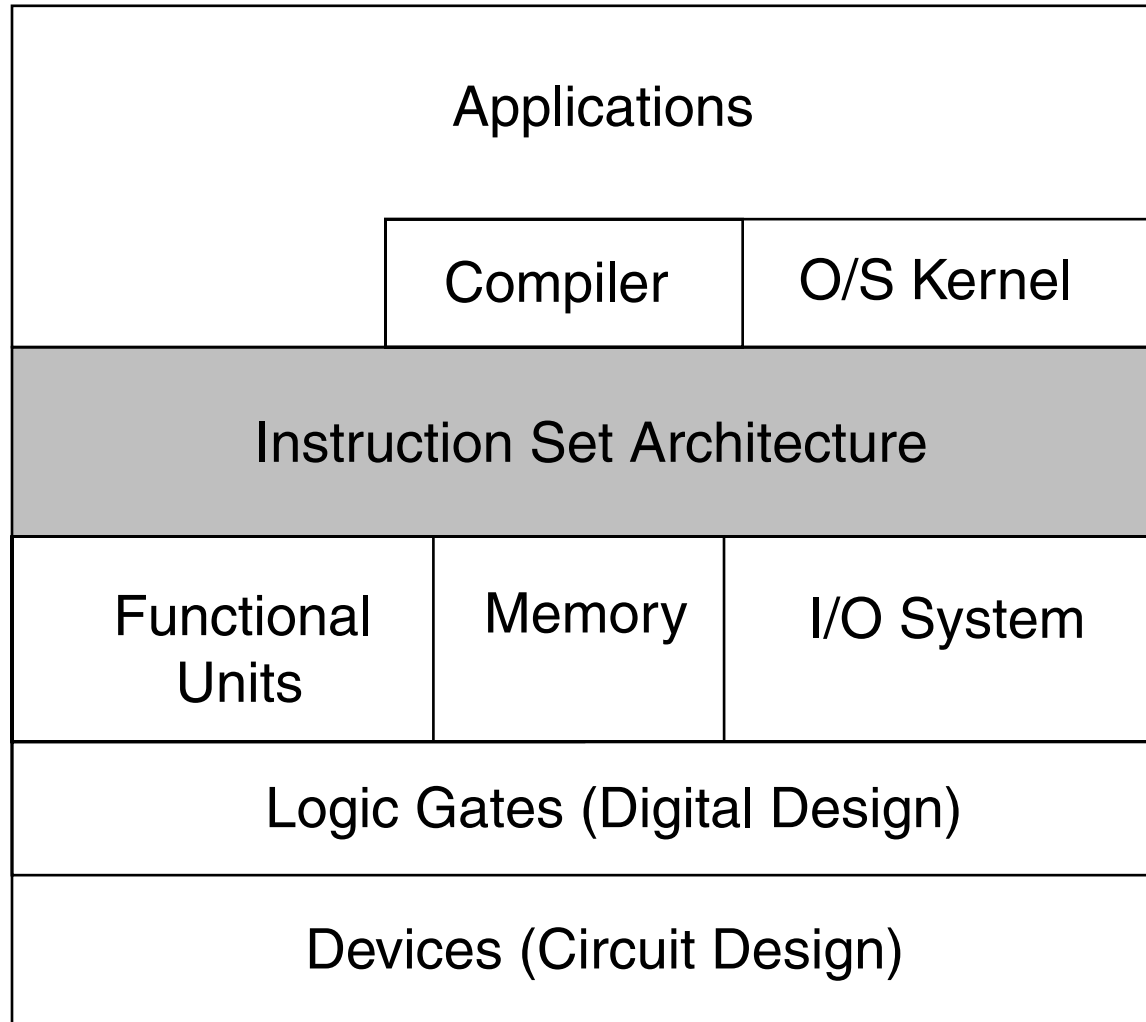 Applications
Compiler
O/S Kernel
Instruction Set Architecture
Functional
Units
Memory
I/O System
Logic Gates (Digital Design)
Devices (Circuit Design)